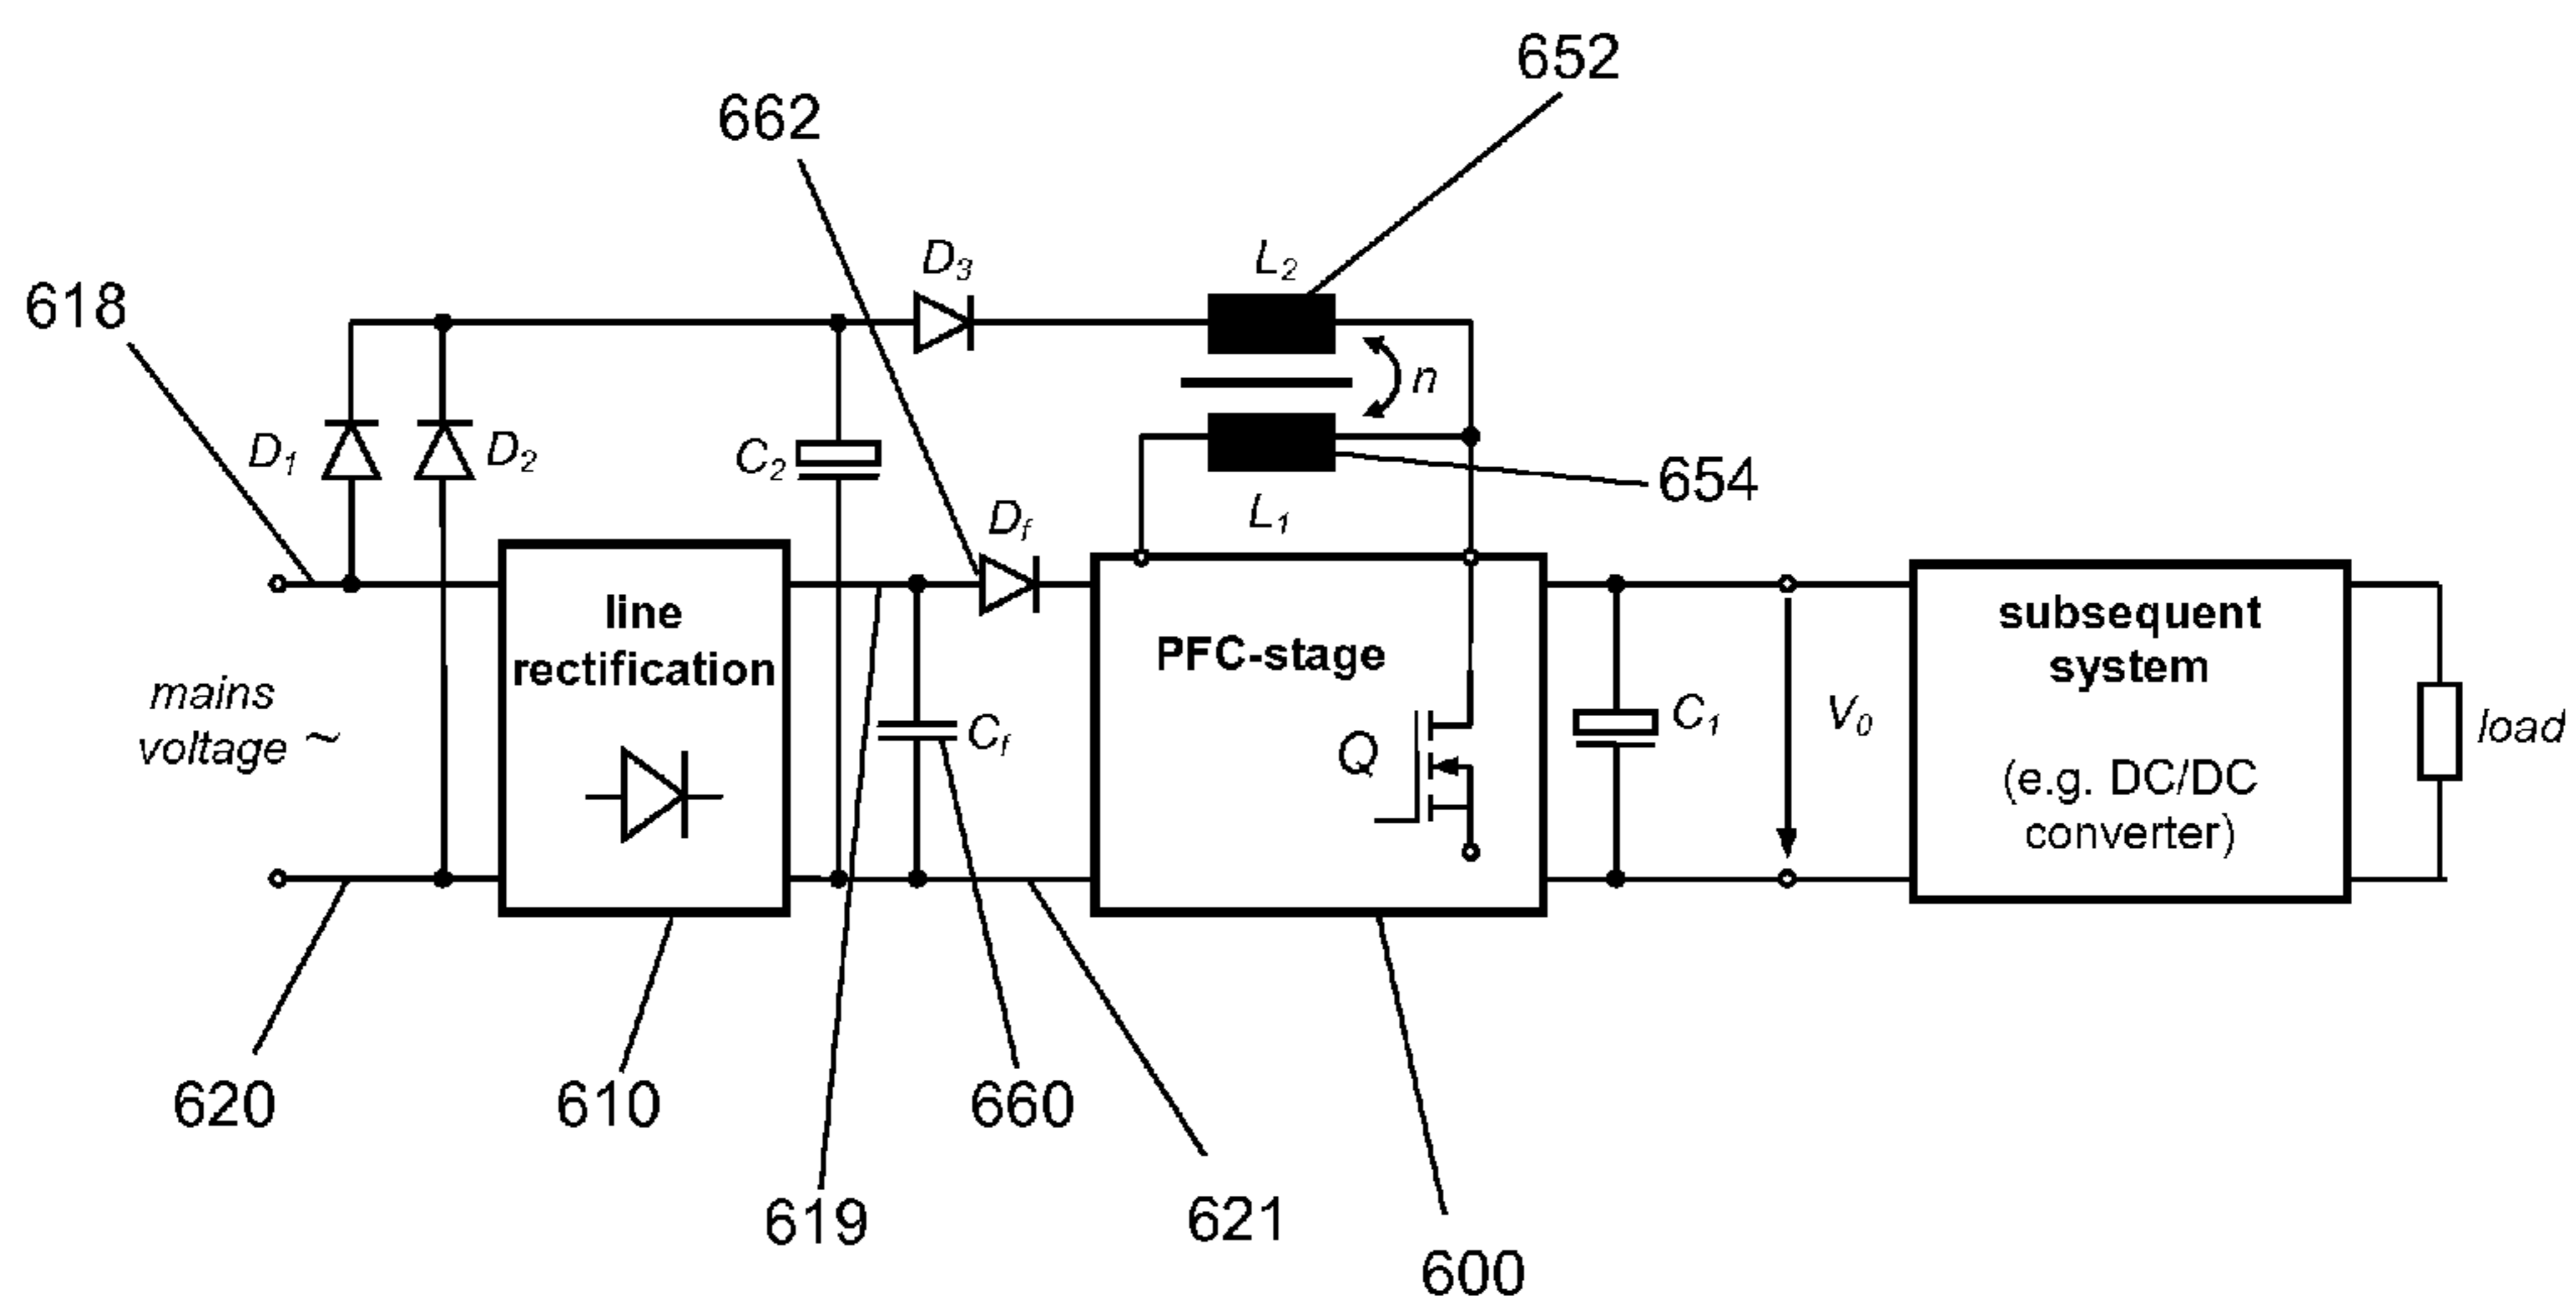 652
662
D3
L2
618
n
D1
D2
C2
654
Df
L1
line
rectification
PFC-stage
subsequent
system
mains
voltage ~
Cf
Q
C1
V0
load
(e.g. DC/DC
converter)
620
610
660
619
621
600